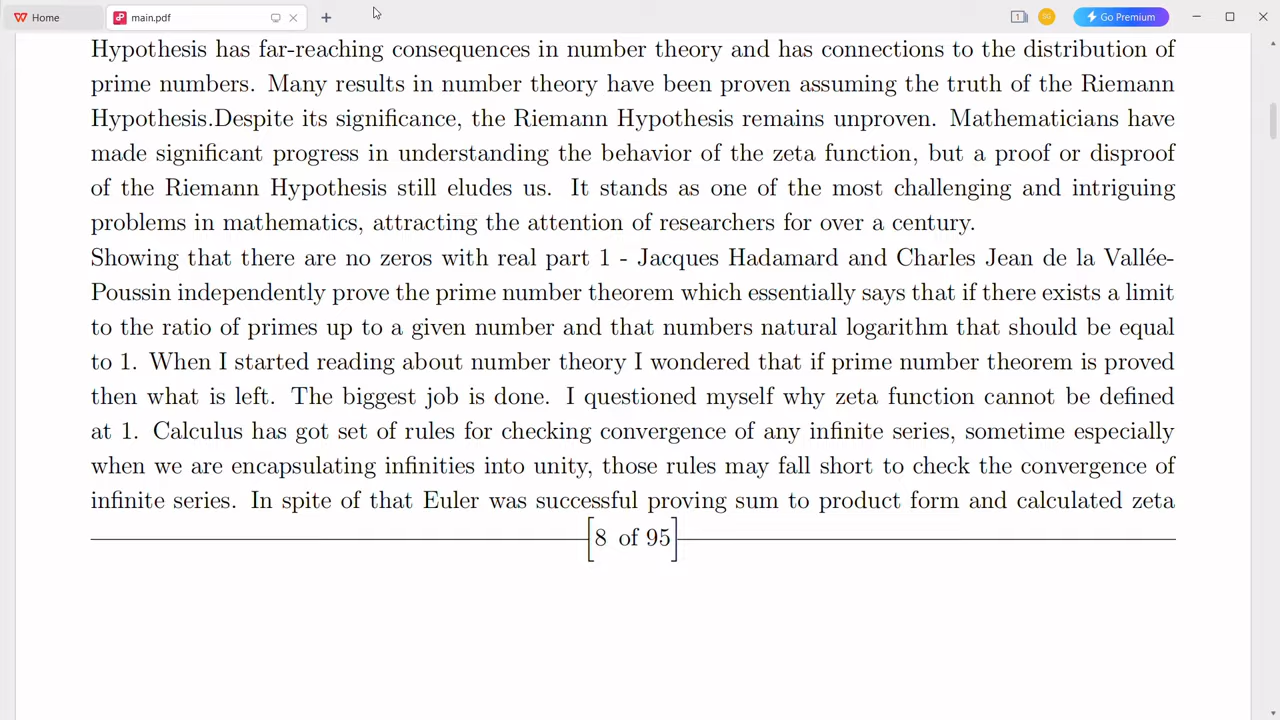 Home
main.pdf
1
SG
Go Premium
Hypothesis has far-reaching consequences in number theory and has connections to the distribution of
prime numbers. Many results in number theory have been proven assuming the truth of the Riemann
Hypothesis.Despite its significance, the Riemann Hypothesis remains unproven. Mathematicians have
made significant progress in understanding the behavior of the zeta function, but a proof or disproof
of the Riemann Hypothesis still eludes us. It stands as one of the most challenging and intriguing
problems in mathematics, attracting the attention of researchers for over a century.
Showing that there are no zeros with real part 1 - Jacques Hadamard and Charles Jean de la Vallée-
Poussin independently prove the prime number theorem which essentially says that if there exists a limit
to the ratio of primes up to a given number and that numbers natural logarithm that should be equal
to 1. When I started reading about number theory I wondered that if prime number theorem is proved
then what is left. The biggest job is done. I questioned myself why zeta function cannot be defined
at 1. Calculus has got set of rules for checking convergence of any infinite series, sometime especially
when we are encapsulating infinities into unity, those rules may fall short to check the convergence of
infinite series. In spite of that Euler was successful proving sum to product form and calculated zeta
[8 of 95]